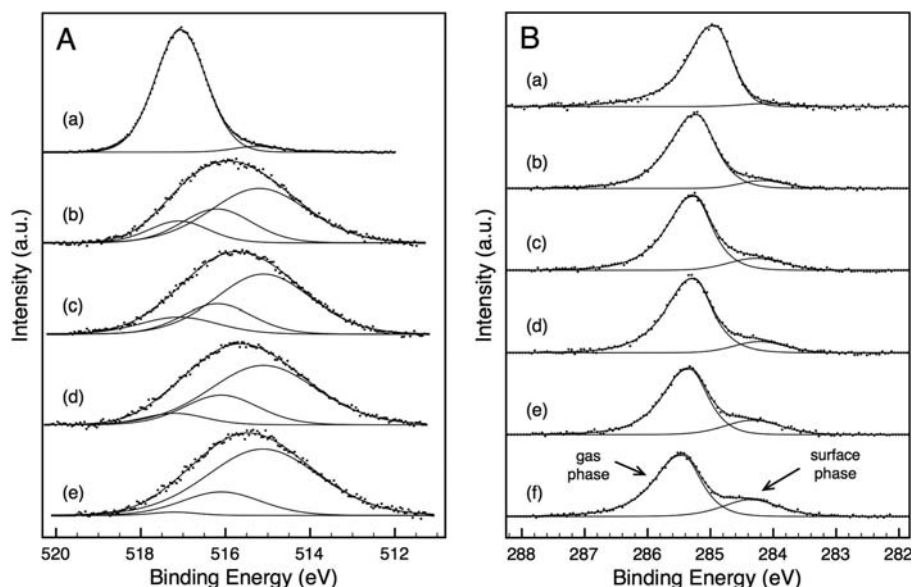 A
(a)
(b)
(c)
(d)
(e)
Intensity (a.u.)
520 518 516 514 512
Binding Energy (eV)
B
(a)
(b)
(c)
(d)
(e)
(f)
gas
phase
surface
phase
Intensity (a.u.)
288 287 286 285 284 283 282
Binding Energy (eV)